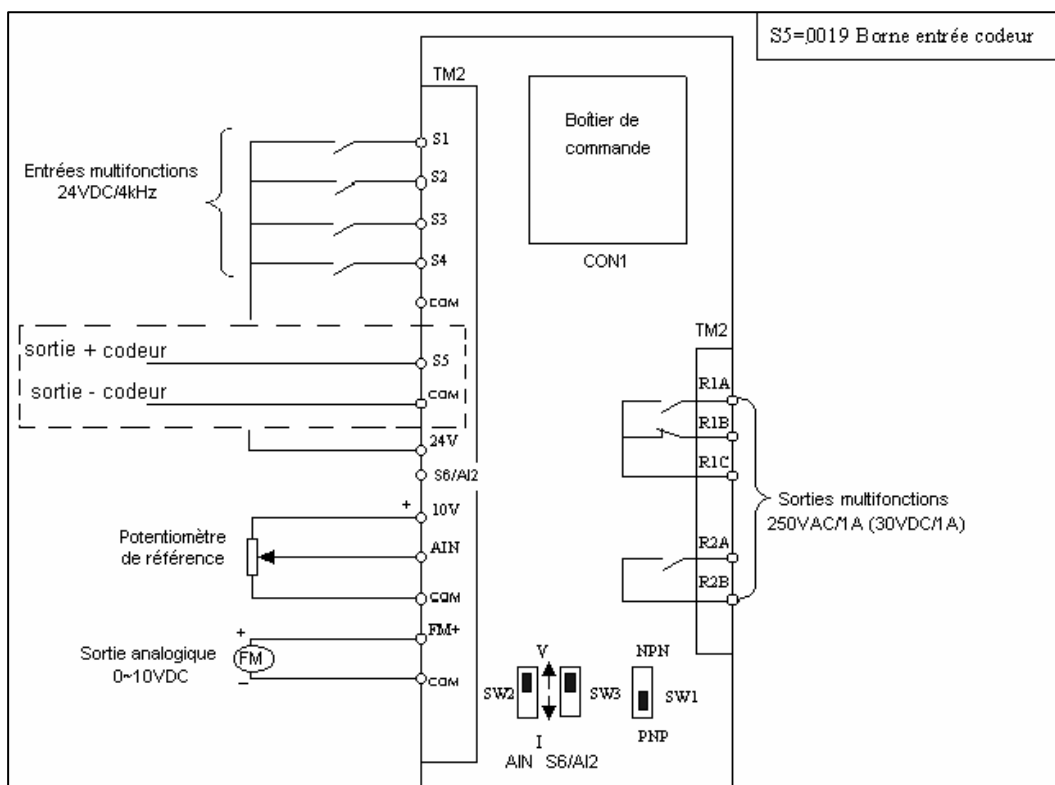 S5=0019 Borne entrée codeur
TM2
Boîtier de
commande
CON1
Entrées multifonctions
24VDC/4kHz
S1
S2
S3
S4
COM
sortie + codeur
S5
sortie - codeur
COM
24V
S6/AI2
+
10V
Potentiomètre
de référence
AIN
COM
+
FM+
Sortie analogique
0~10VDC
FM
−
COM
TM2
R1A
R1B
R1C
Sorties multifonctions
250VAC/1A (30VDC/1A)
R2A
R2B
V
NPN
SW2
SW3
SW1
I
PNP
AIN S6/AI2